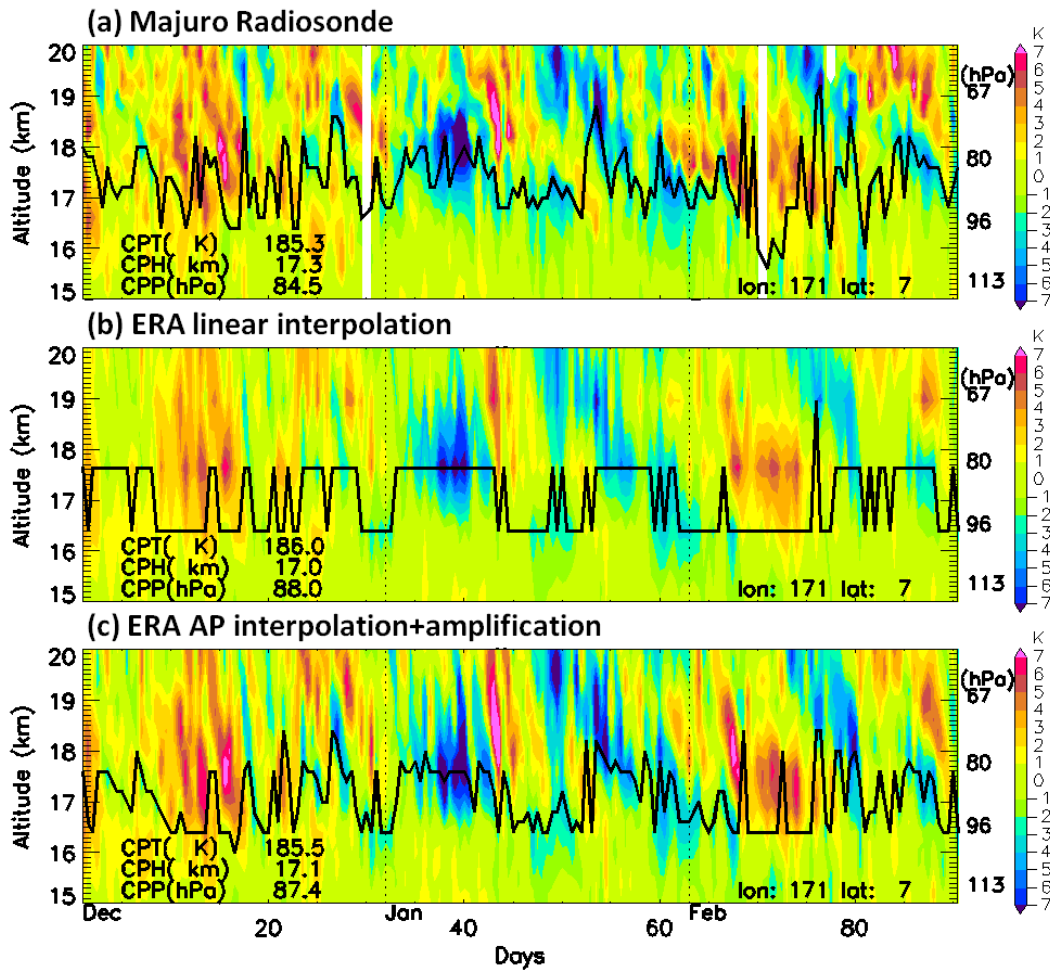 (a) Majuro Radiosonde
K
20 (hPa) 7
67 6
19 5
4
18 80 3
2
Altitude (km) 1
17 0
-1
96 -2
16 CPT( K) 185.3 -3
CPH( km) 17.3 -4
CPP(hPa) 84.5 lon: 171 lat: 7 113 -5
15 -6
-7
(b) ERA linear interpolation
K
20 (hPa) 7
67 6
19 5
4
18 80 3
2
Altitude (km) 1
17 0
-1
96 -2
16 CPT( K) 186.0 -3
CPH( km) 17.0 -4
CPP(hPa) 88.0 lon: 171 lat: 7 113 -5
15 -6
-7
(c) ERA AP interpolation+amplification
K
20 (hPa) 7
67 6
19 5
4
18 80 3
2
Altitude (km) 1
17 0
-1
96 -2
16 CPT( K) 185.5 -3
CPH( km) 17.1 -4
CPP(hPa) 87.4 lon: 171 lat: 7 113 -5
15 -6
-7
Dec Jan Feb
20 40 60 80
Days